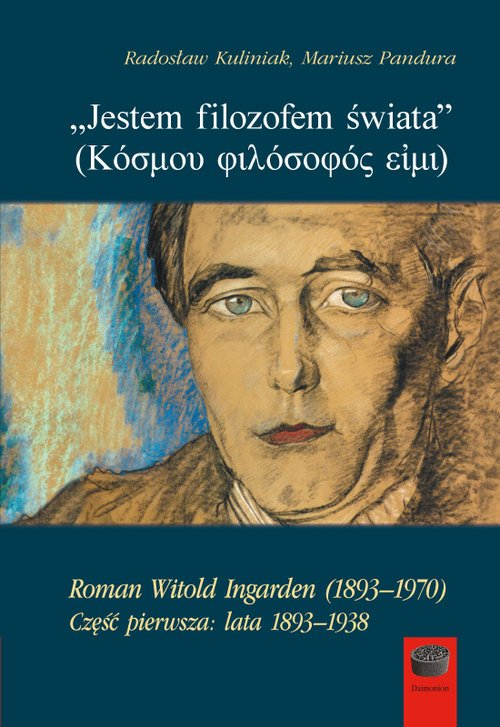 Radosław Kuliniak, Mariusz Pandura
„Jestem filozofem świata”
(Κόσμου φιλόσοφός εἰμι)
Roman Witold Ingarden (1893–1970)
Część pierwsza: lata 1893–1938
Daimonion